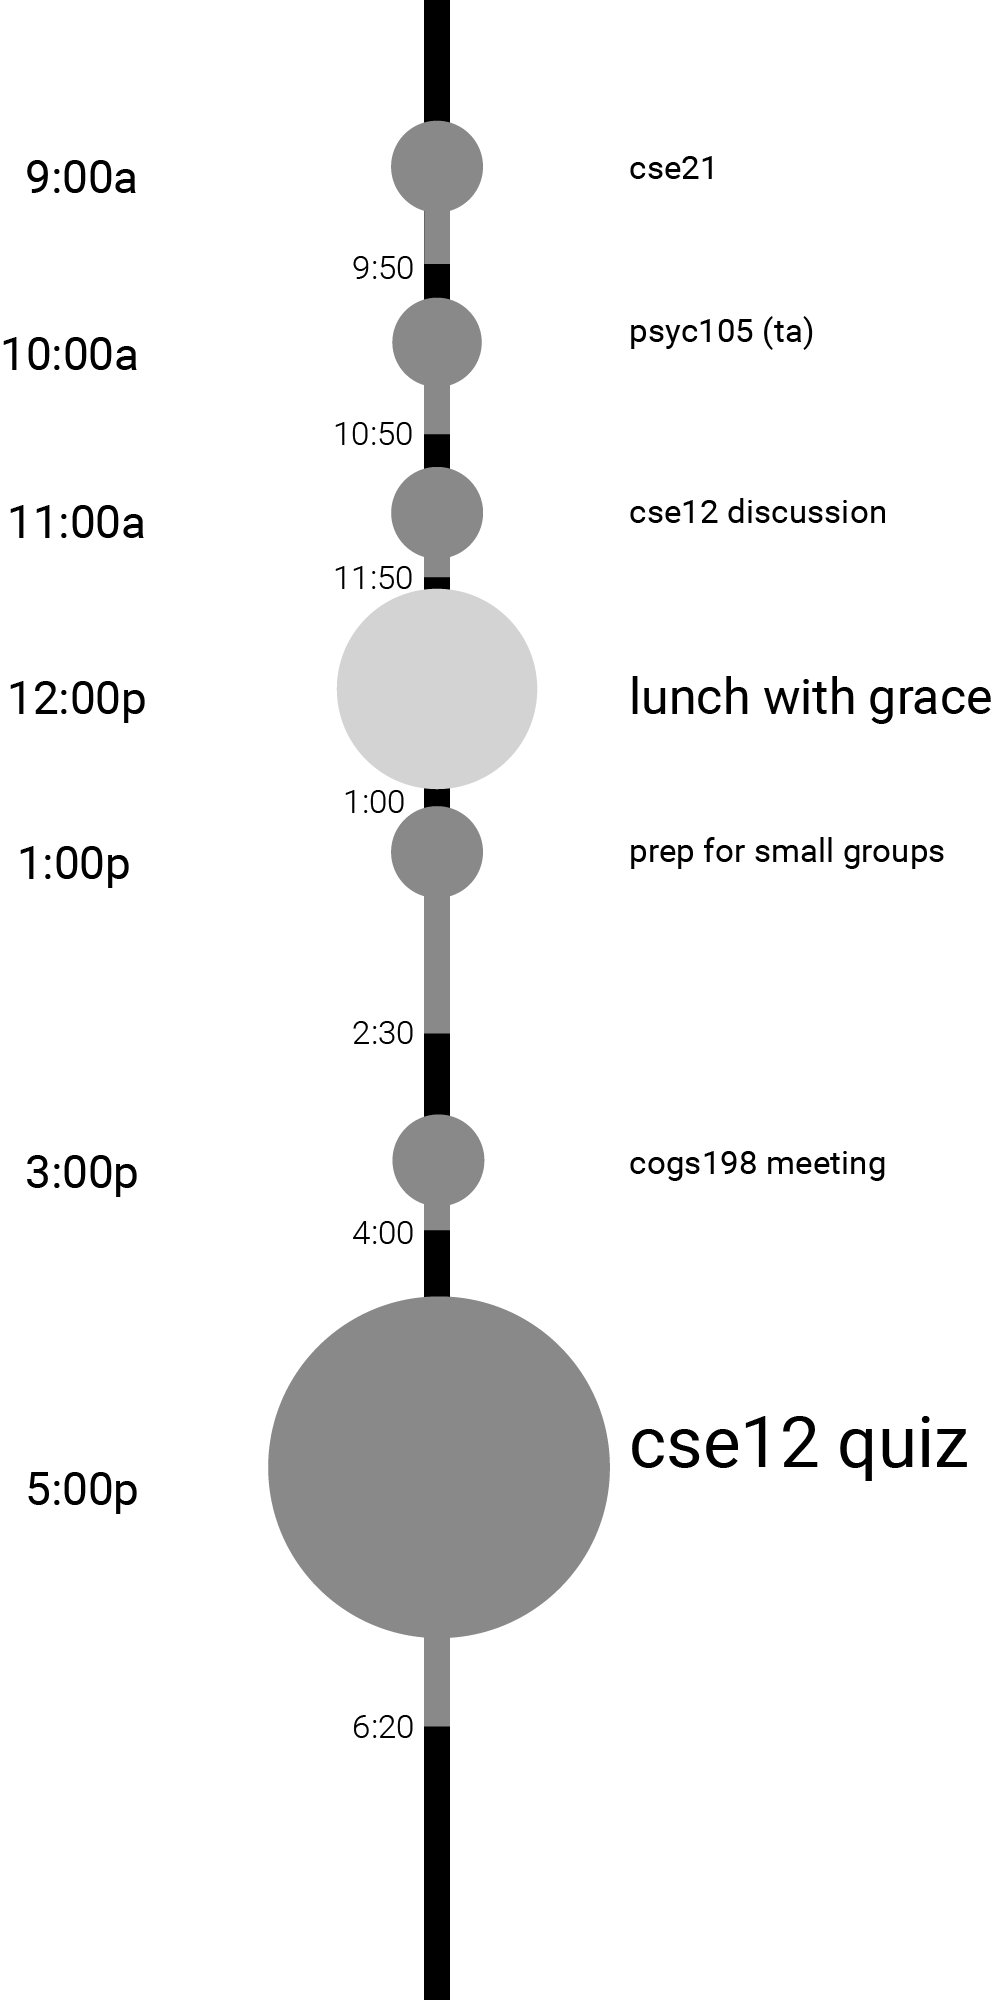 9:00a
cse21
9:50
10:00a
psyc105 (ta)
10:50
11:00a
cse12 discussion
11:50
12:00p
lunch with grace
1:00
1:00p
prep for small groups
2:30
3:00p
cogs198 meeting
4:00
5:00p
cse12 quiz
6:20